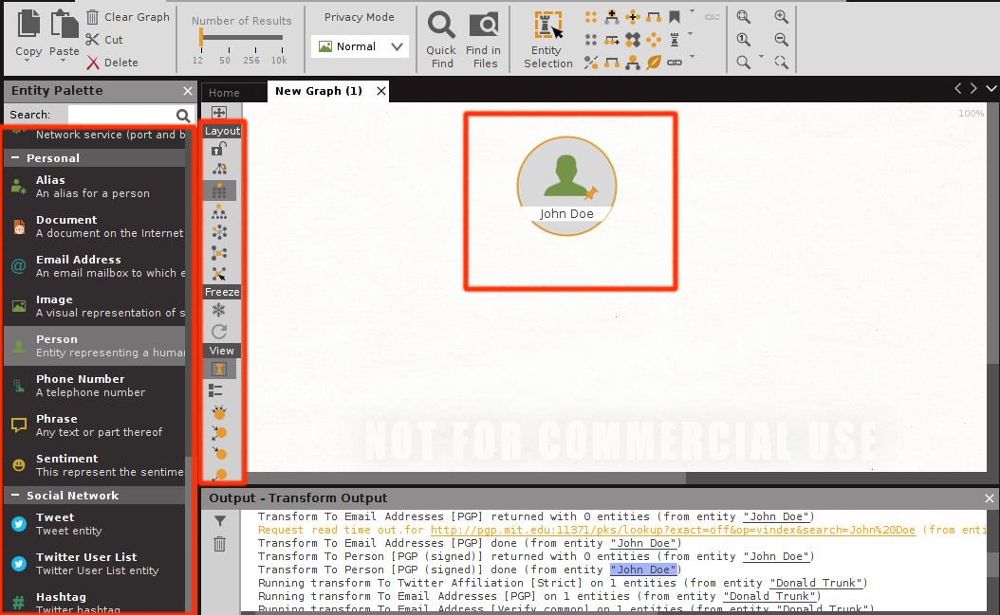 Copy
Paste
Clear Graph
Cut
Delete
Number of Results
12 50 256 10k
Privacy Mode
Normal
Quick
Find
Find in
Files
Entity
Selection
Entity Palette
Search:
Network service (port and b
Personal
Alias
An alias for a person
Document
A document on the Internet
Email Address
An email mailbox to which e
Image
A visual representation of s
Person
Entity representing a huma
Phone Number
A telephone number
Phrase
Any text or part thereof
Sentiment
This represent the sentime
Social Network
Tweet
Tweet entity
Twitter User List
Twitter User List entity
Hashtag
Twitter hashtag
Home
New Graph (1)
Layout
Freeze
View
100%
John Doe
NOT FOR COMMERCIAL USE
Output - Transform Output
Transform To Email Addresses [PGP] returned with 0 entities (from entity "John Doe")
Request read time out.for http://pgp.mit.edu:11371/pks/lookup?exact=off&op=vindex&search=John%20Doe (from enti
Transform To Email Addresses [PGP] done (from entity "John Doe")
Transform To Person [PGP (signed)] returned with 0 entities (from entity "John Doe")
Transform To Person [PGP (signed)] done (from entity "John Doe")
Running transform To Twitter Affiliation [Strict] on 1 entities (from entity "Donald Trunk")
Running transform To Email Addresses [PGP] on 1 entities (from entity "Donald Trunk")
Running transform To Email Address [Verify common] on 1 entities (from entity "Donald Trunk")